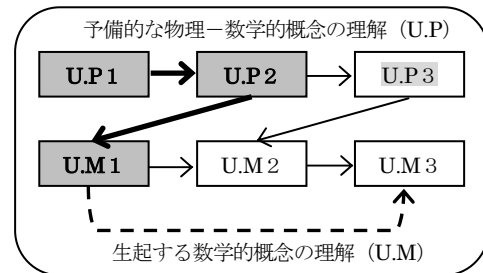 予備的な物理－数学的概念の理解（U.P）
U.P 1 U.P 2 U.P 3
U.M 1 U.M 2 U.M 3
生起する数学的概念の理解（U.M）